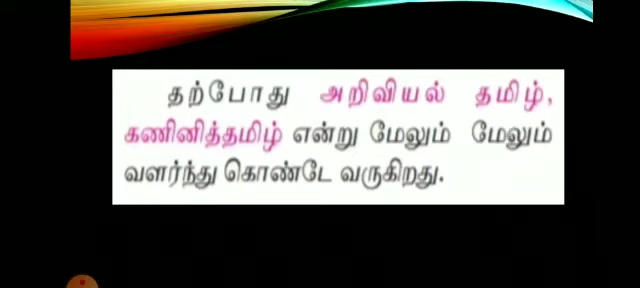 தற்போது அறிவியல் தமிழ்,
கணினித்தமிழ் என்று மேலும் மேலும்
வளர்ந்து கொண்டே வருகிறது.